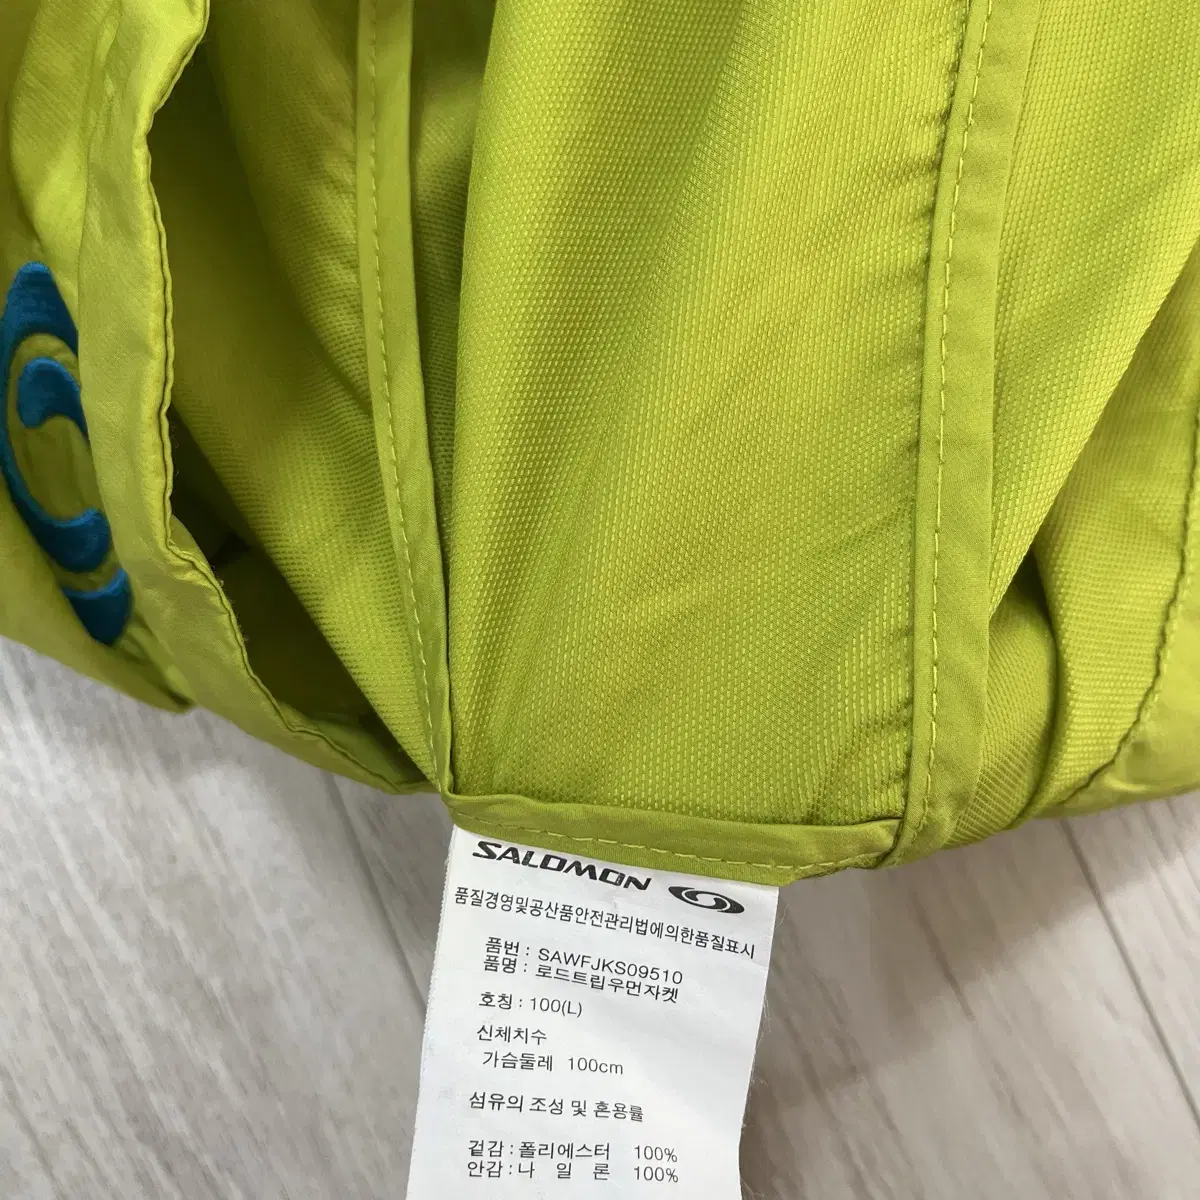 SALOMON
품질경영및공산품안전관리법에의한품질표시
품번 : SAWFJKS09510
품명 : 로드트립우먼자켓
호칭 : 100(L)
신체치수
가슴둘레 100cm
섬유의 조성 및 혼용률
겉감 : 폴리에스터 100%
안감 : 나 일 론 100%